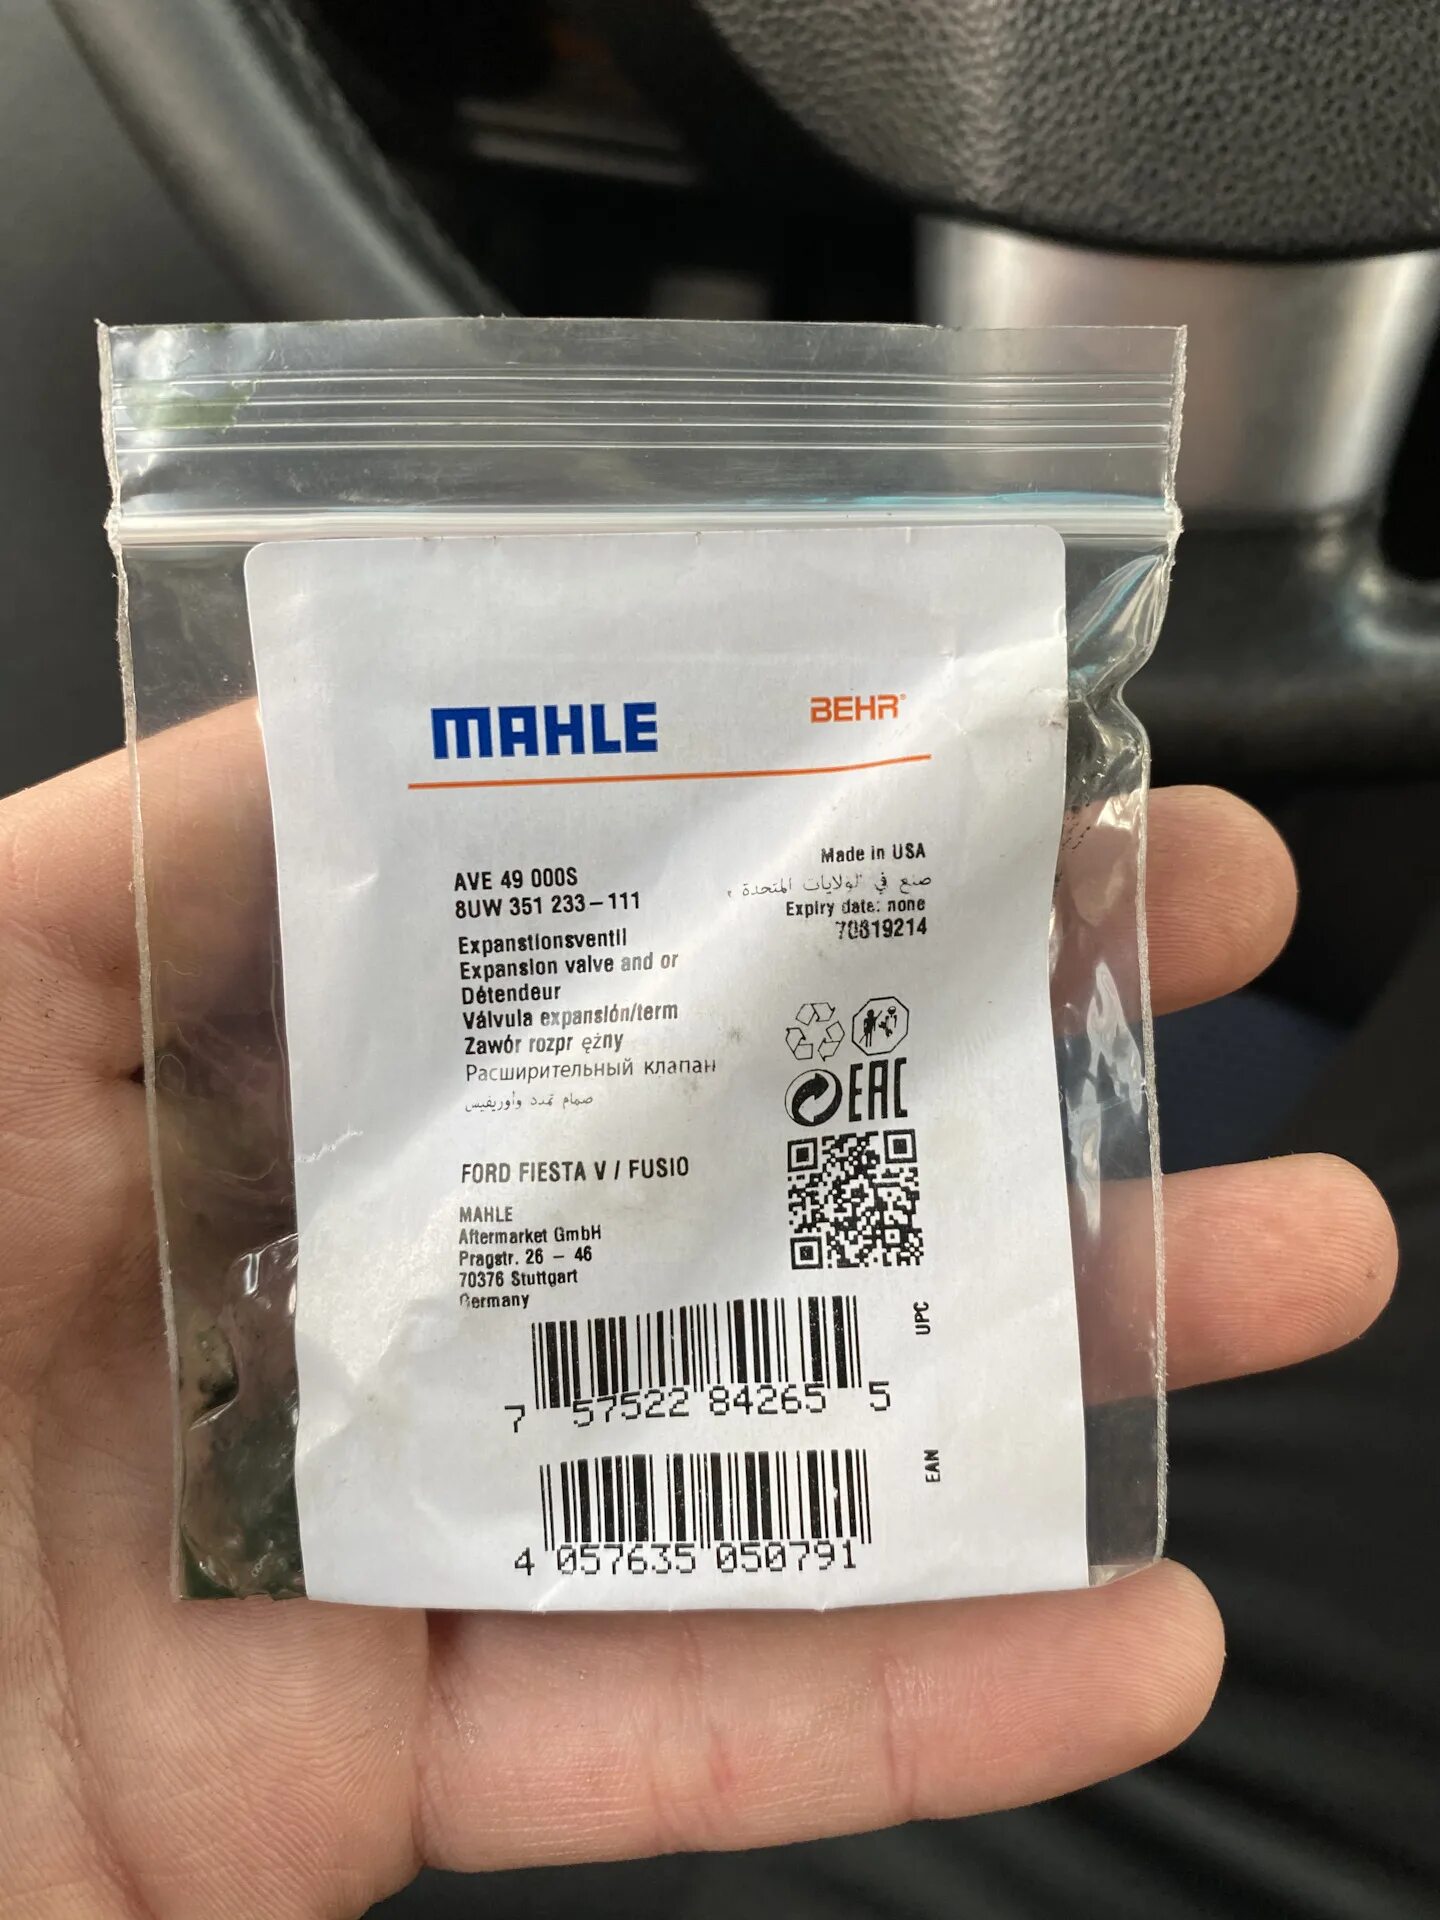 MAHLE
BEHR®
AVE 49 000S
8UW 351 233-111
Made in USA
صنع في لولايات المتحدة
Expiry date: none
70819214
Expanstionsventil
Expansion valve and or
Détendeur
Válvula expansión/term
Zawór rozpr ężny
Расширительный клапан
صمام تمدد وأوريفيس
EAC
FORD FIESTA V / FUSIO
MAHLE
Aftermarket GmbH
Pragstr. 26 - 46
70376 Stuttgart
Germany
UPC
7 57522 84265 5
EAN
4 057635 050791